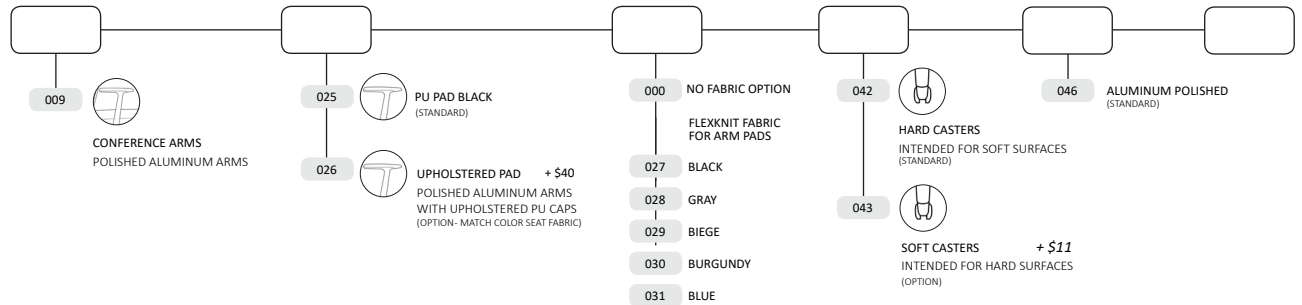 009
CONFERENCE ARMS
POLISHED ALUMINUM ARMS
025
PU PAD BLACK
(STANDARD)
026
UPHOLSTERED PAD + $40
POLISHED ALUMINUM ARMS
WITH UPHOLSTERED PU CAPS
(OPTION- MATCH COLOR SEAT FABRIC)
000 NO FABRIC OPTION
FLEXKNIT FABRIC
FOR ARM PADS
027 BLACK
028 GRAY
029 BIEGE
030 BURGUNDY
031 BLUE
042
HARD CASTERS
INTENDED FOR SOFT SURFACES
(STANDARD)
043
SOFT CASTERS + $11
INTENDED FOR HARD SURFACES
(OPTION)
046 ALUMINUM POLISHED
(STANDARD)